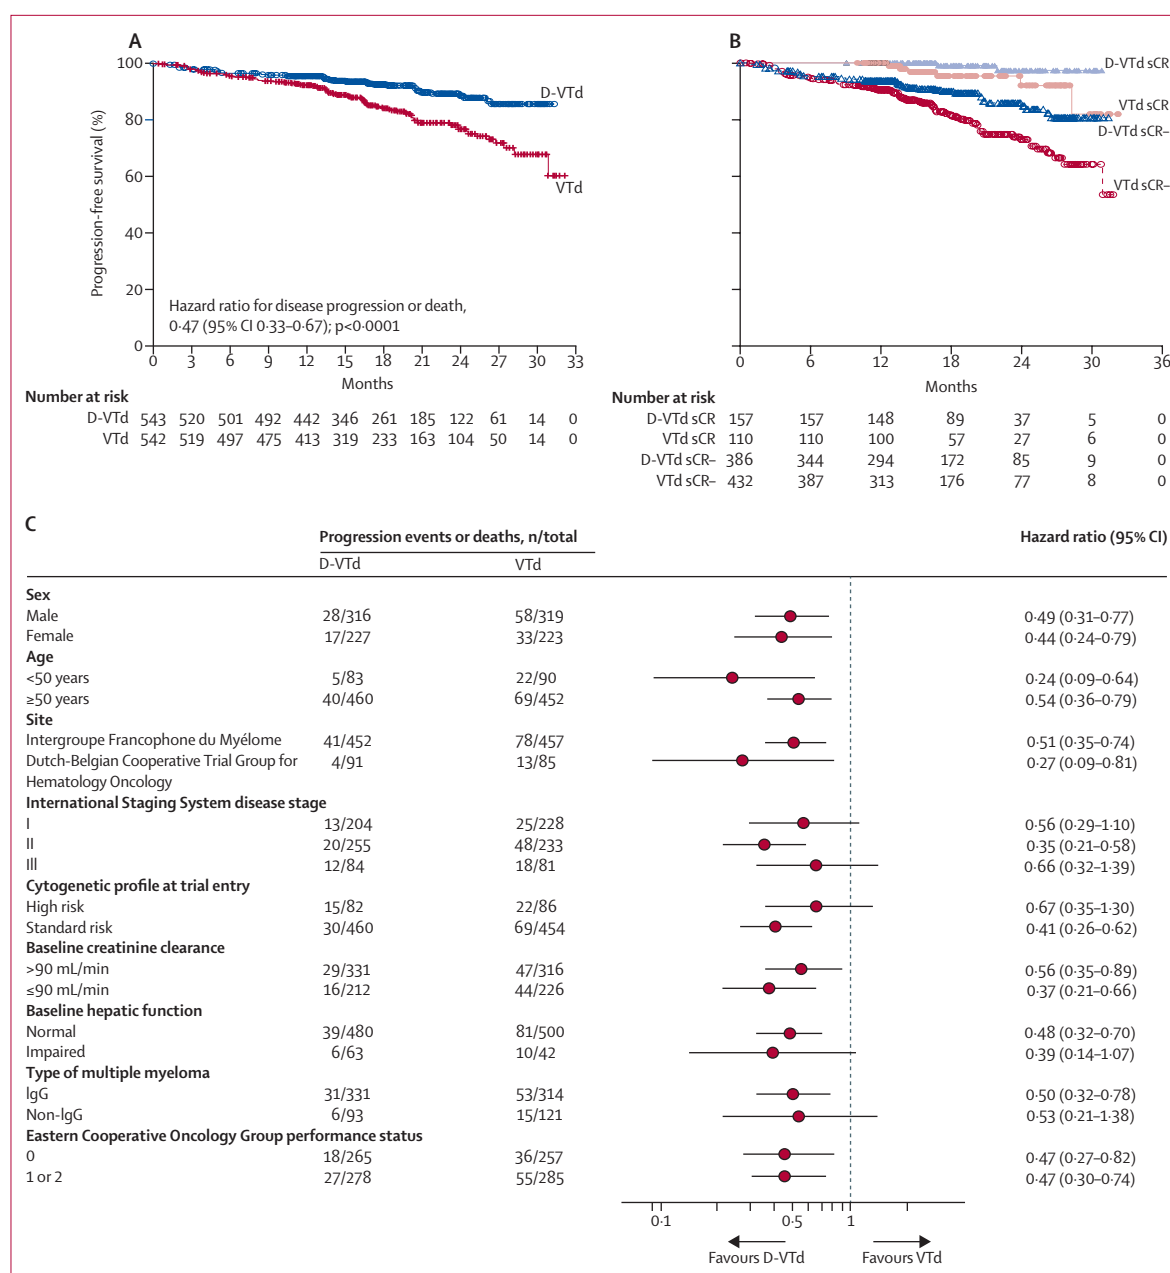 A
100
80
60
40
20
0
Progression-free survival (%)
D-VTd
VTd
Hazard ratio for disease progression or death,
0·47 (95% CI 0·33–0·67); p<0·0001
0 3 6 9 12 15 18 21 24 27 30 33
Months
Number at risk
D-VTd 543 520 501 492 442 346 261 185 122 61 14 0
VTd 542 519 497 475 413 319 233 163 104 50 14 0
B
D-VTd sCR
VTd sCR
D-VTd sCR–
VTd sCR–
0 6 12 18 24 30 36
Months
Number at risk
D-VTd sCR 157 157 148 89 37 5 0
VTd sCR 110 110 100 57 27 6 0
D-VTd sCR– 386 344 294 172 85 9 0
VTd sCR– 432 387 313 176 77 8 0
C
Progression events or deaths, n/total Hazard ratio (95% CI)
D-VTd VTd
Sex
Male 28/316 58/319 0·49 (0·31–0·77)
Female 17/227 33/223 0·44 (0·24–0·79)
Age
<50 years 5/83 22/90 0·24 (0·09–0·64)
≥50 years 40/460 69/452 0·54 (0·36–0·79)
Site
Intergroupe Francophone du Myélome 41/452 78/457 0·51 (0·35–0·74)
Dutch-Belgian Cooperative Trial Group for 4/91 13/85 0·27 (0·09–0·81)
Hematology Oncology
International Staging System disease stage
I 13/204 25/228 0·56 (0·29–1·10)
II 20/255 48/233 0·35 (0·21–0·58)
III 12/84 18/81 0·66 (0·32–1·39)
Cytogenetic profile at trial entry
High risk 15/82 22/86 0·67 (0·35–1·30)
Standard risk 30/460 69/454 0·41 (0·26–0·62)
Baseline creatinine clearance
>90 mL/min 29/331 47/316 0·56 (0·35–0·89)
≤90 mL/min 16/212 44/226 0·37 (0·21–0·66)
Baseline hepatic function
Normal 39/480 81/500 0·48 (0·32–0·70)
Impaired 6/63 10/42 0·39 (0·14–1·07)
Type of multiple myeloma
IgG 31/331 53/314 0·50 (0·32–0·78)
Non-IgG 6/93 15/121 0·53 (0·21–1·38)
Eastern Cooperative Oncology Group performance status
0 18/265 36/257 0·47 (0·27–0·82)
1 or 2 27/278 55/285 0·47 (0·30–0·74)
0·1 0·5 1
Favours D-VTd Favours VTd